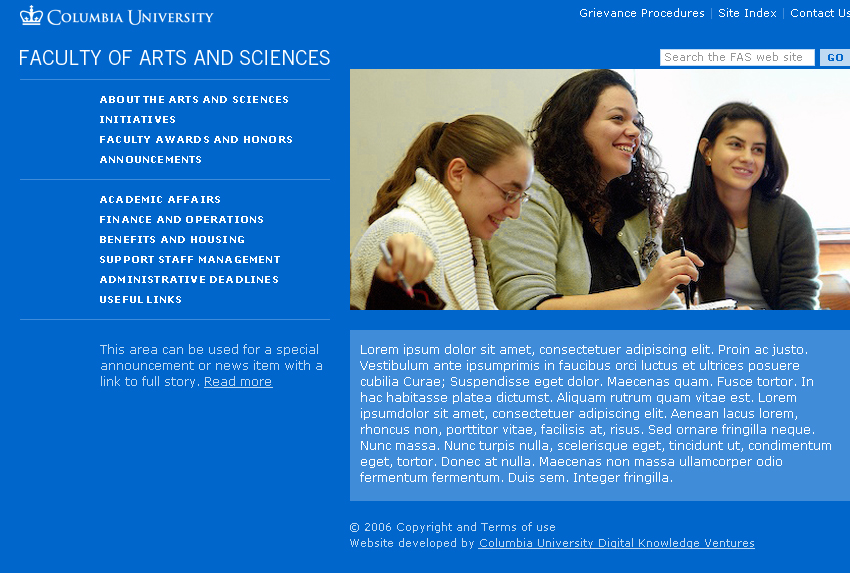 COLUMBIA UNIVERSITY
Grievance Procedures | Site Index | Contact Us
FACULTY OF ARTS AND SCIENCES
Search the FAS web site GO
ABOUT THE ARTS AND SCIENCES
INITIATIVES
FACULTY AWARDS AND HONORS
ANNOUNCEMENTS
ACADEMIC AFFAIRS
FINANCE AND OPERATIONS
BENEFITS AND HOUSING
SUPPORT STAFF MANAGEMENT
ADMINISTRATIVE DEADLINES
USEFUL LINKS
This area can be used for a special
announcement or news item with a
link to full story. Read more
Lorem ipsum dolor sit amet, consectetuer adipiscing elit. Proin ac justo.
Vestibulum ante ipsumprimis in faucibus orci luctus et ultrices posuere
cubilia Curae; Suspendisse eget dolor. Maecenas quam. Fusce tortor. In
hac habitasse platea dictumst. Aliquam rutrum quam vitae est. Lorem
ipsumdolor sit amet, consectetuer adipiscing elit. Aenean lacus lorem,
rhoncus non, porttitor vitae, facilisis at, risus. Sed ornare fringilla neque.
Nunc massa. Nunc turpis nulla, scelerisque eget, tincidunt ut, condimentum
eget, tortor. Donec at nulla. Maecenas non massa ullamcorper odio
fermentum fermentum. Duis sem. Integer fringilla.
© 2006 Copyright and Terms of use
Website developed by Columbia University Digital Knowledge Ventures